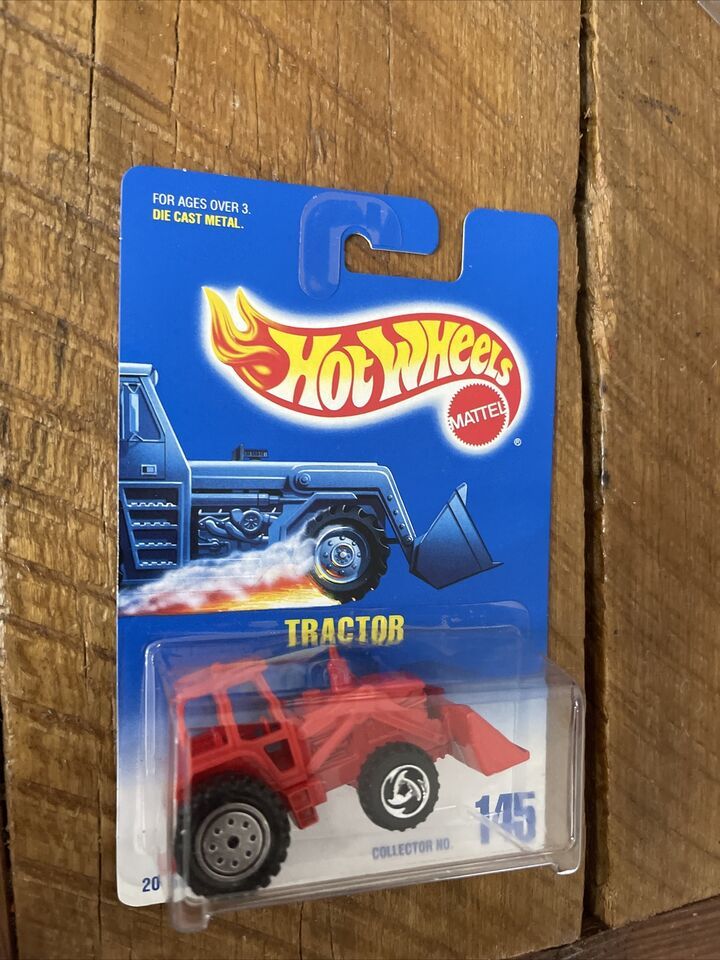 FOR AGES OVER 3.
DIE CAST METAL.
HOT WHEELS
MATTEL
®
TRACTOR
145
COLLECTOR NO.
20